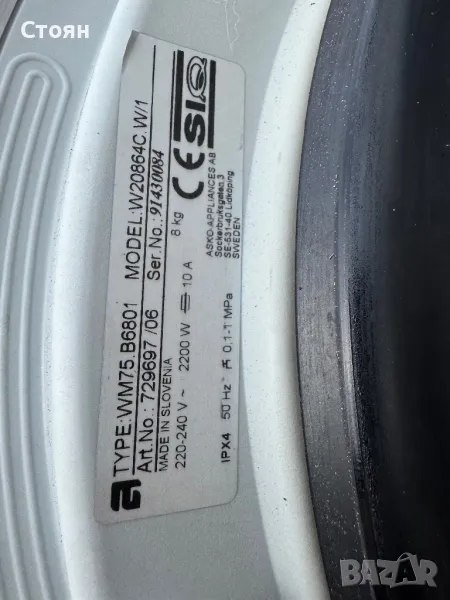 Стоян
TYPE:WM75.B6801 MODEL:W20864C.W/1
Art.No.: 729697 /06 Ser.No.: 91430084
MADE IN SLOVENIA
220-240 V ~ 2200 W 10 A 8 kg
IPX4 50 Hz 0,1-1 MPa
CE SIQ
ASKO APPLIANCES AB
Sockerbruksgatan 3
SE-531-40 Lidköping
SWEDEN
BAZAR